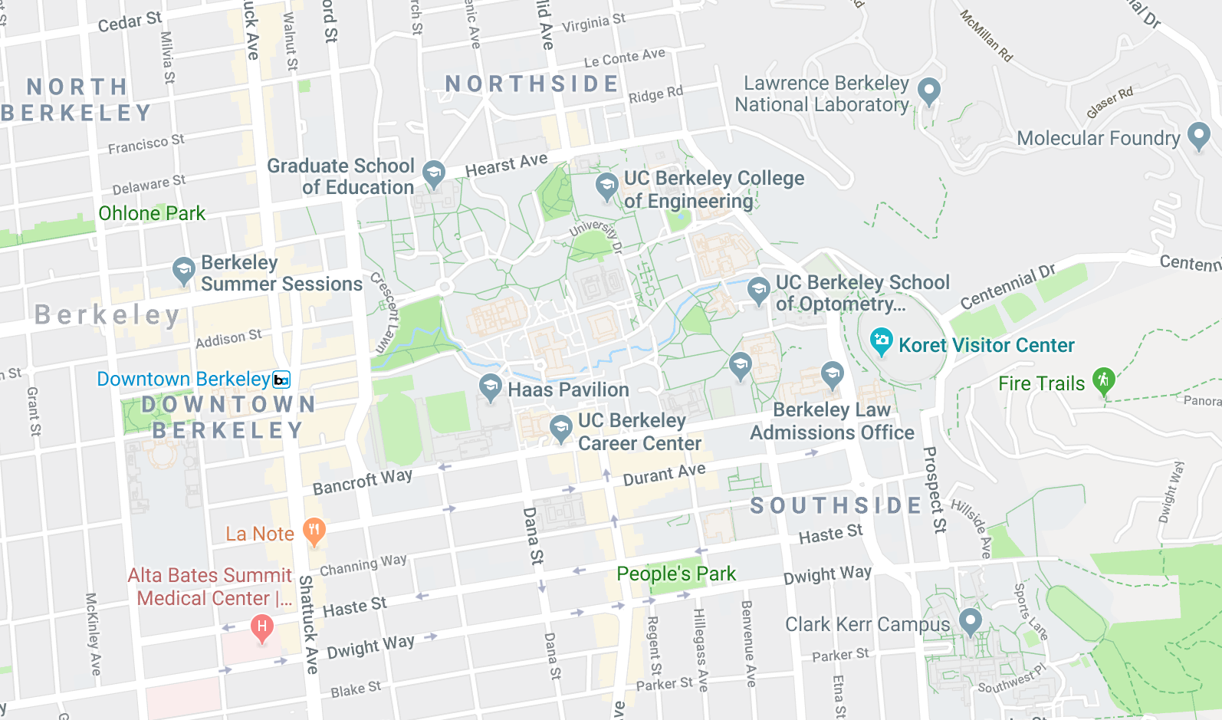 Cedar St
Milvia St
Walnut St
Virginia St
Le Conte Ave
McMillan Rd
NORTH
BERKELEY
NORTHSIDE
Ridge Rd
Lawrence Berkeley
National Laboratory
Glaser Rd
Molecular Foundry
Francisco St
Graduate School
of Education
Hearst Ave
UC Berkeley College
of Engineering
Delaware St
Ohlone Park
University Dr
Berkeley
Summer Sessions
Crescent Lawn
UC Berkeley School
of Optometry...
Centennial Dr
Berkeley
Addison St
Koret Visitor Center
Downtown Berkeley
Haas Pavilion
Fire Trails
Grant St
DOWNTOWN
BERKELEY
UC Berkeley
Career Center
Berkeley Law
Admissions Office
Bancroft Way
Durant Ave
Prospect St
Dwight Way
La Note
Dana St
SOUTHSIDE
Hillside Ave
Haste St
Channing Way
Alta Bates Summit
Medical Center |...
People's Park
Dwight Way
H
Shattuck Ave
Haste St
McKinley Ave
Dwight Way
Dana St
Regent St
Hillegass Ave
Benvenue Ave
Clark Kerr Campus
Sports Lane
Parker St
Blake St
Parker St
Etna St
Southwest Pl